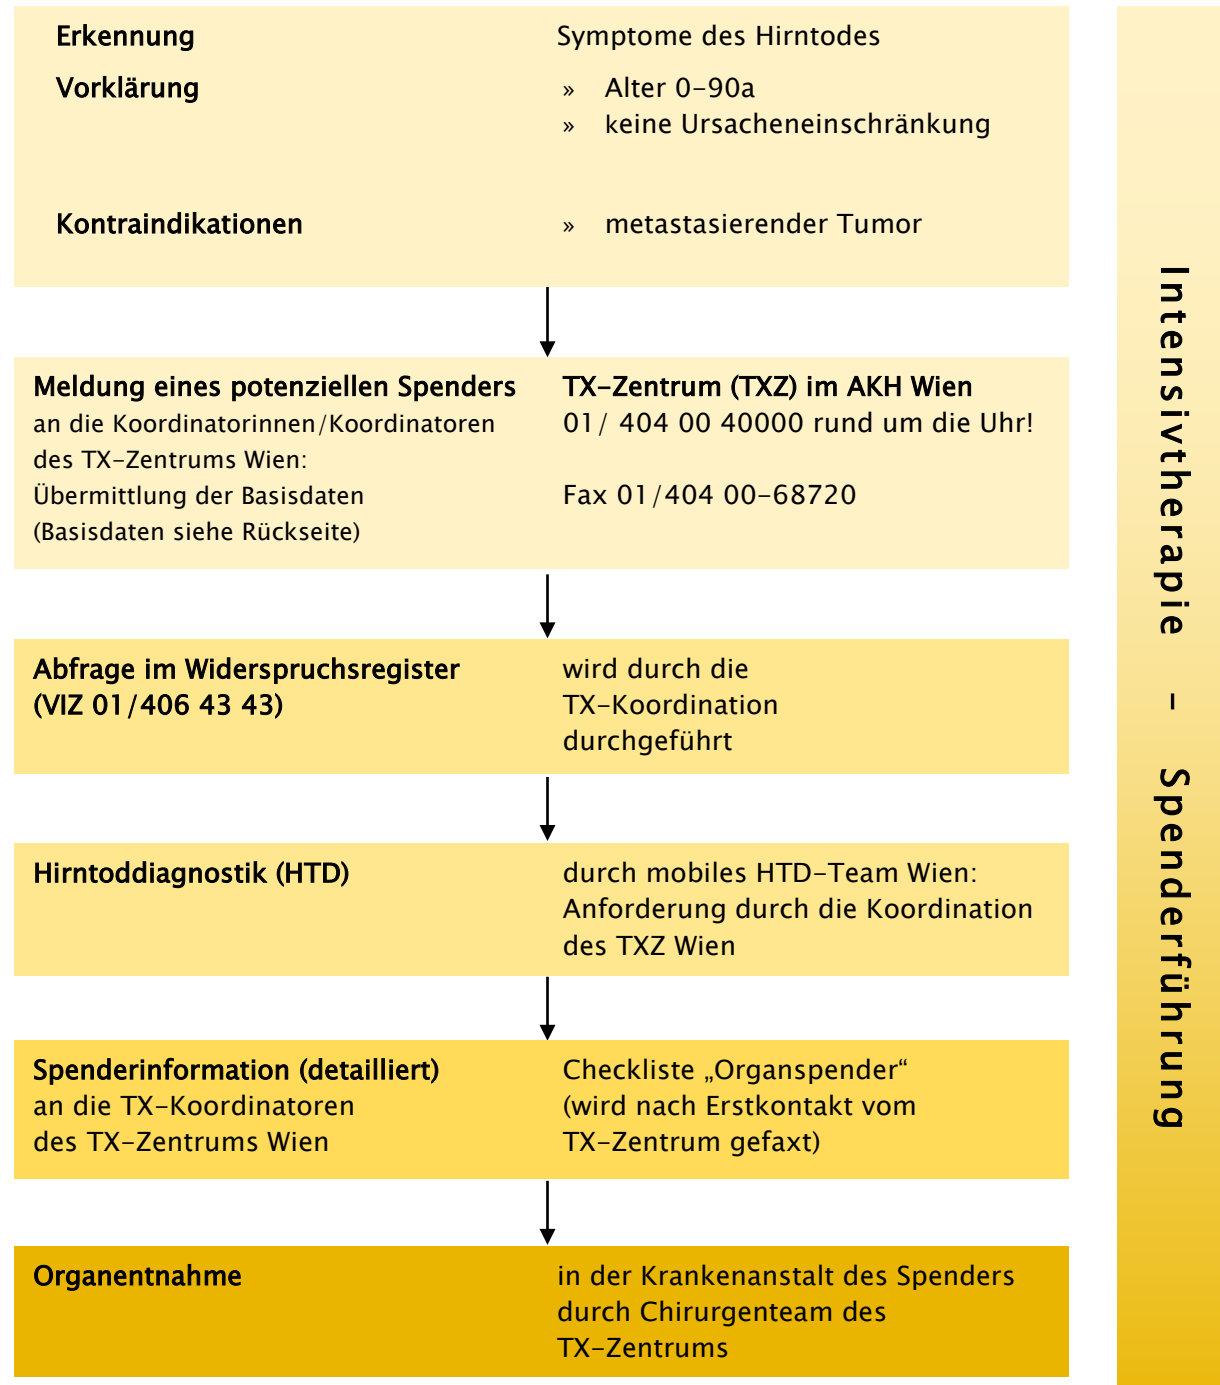 Erkennung Symptome des Hirntodes
Vorklärung » Alter 0-90a
» keine Ursacheneinschränkung
Kontraindikationen » metastasierender Tumor
Meldung eines potenziellen Spenders
an die Koordinatorinnen/Koordinatoren
des TX-Zentrums Wien:
Übermittlung der Basisdaten
(Basisdaten siehe Rückseite)
TX-Zentrum (TXZ) im AKH Wien
01/ 404 00 40000 rund um die Uhr!
Fax 01/404 00-68720
Abfrage im Widerspruchsregister
(VIZ 01/406 43 43)
wird durch die
TX-Koordination
durchgeführt
Hirntoddiagnostik (HTD)
durch mobiles HTD-Team Wien:
Anforderung durch die Koordination
des TXZ Wien
Spenderinformation (detailliert)
an die TX-Koordinatoren
des TX-Zentrums Wien
Checkliste „Organspender“
(wird nach Erstkontakt vom
TX-Zentrum gefaxt)
Organentnahme
in der Krankenanstalt des Spenders
durch Chirurgenteam des
TX-Zentrums
Intensivtherapie - Spenderführung